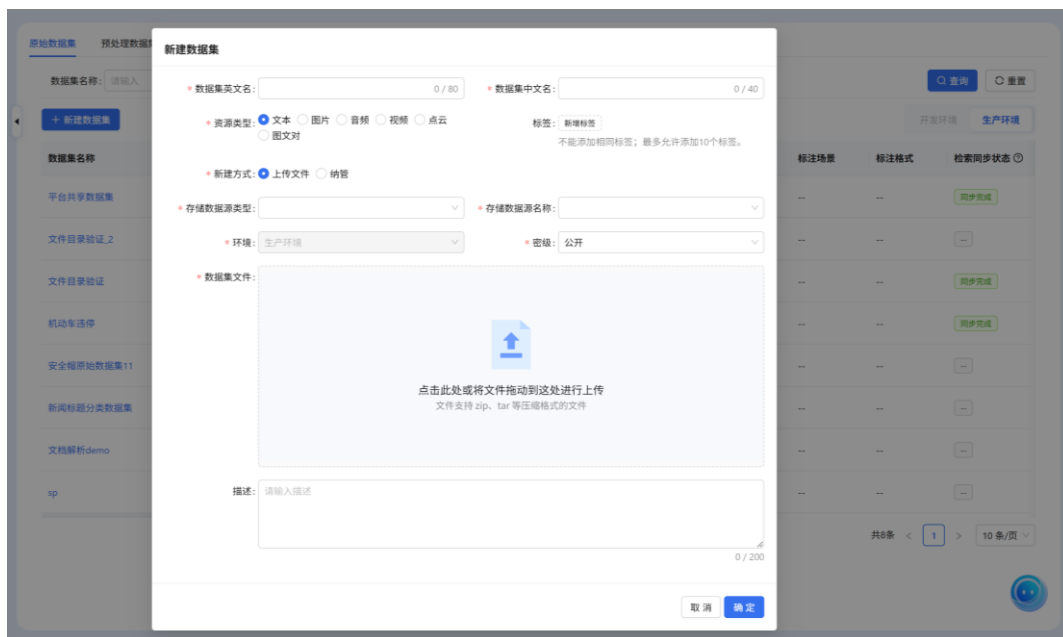 原始数据集 预处理数据
数据集名称: 请输入
查询 重置
+ 新建数据集
开发环境 生产环境
数据集名称 标注场景 标注格式 检索同步状态
平台共享数据集 -- -- 同步完成
文件目录验证_2 -- -- --
文件目录验证 -- -- 同步完成
机动车违停 -- -- 同步完成
安全帽原始数据集11 -- -- --
新闻标题分类数据集 -- -- --
文档解析demo -- -- --
sp -- -- --
共8条 < 1 > 10 条/页
新建数据集
* 数据集英文名: 0 / 80 * 数据集中文名: 0 / 40
* 资源类型: 文本 图片 音频 视频 点云
图文对
标签: 新增标签
不能添加相同标签；最多允许添加10个标签。
* 新建方式: 上传文件 纳管
* 存储数据源类型: * 存储数据源名称:
* 环境: 生产环境 * 密级: 公开
* 数据集文件:
点击此处或将文件拖动到这处进行上传
文件支持 zip、tar 等压缩格式的文件
描述: 请输入描述
0 / 200
取 消 确 定